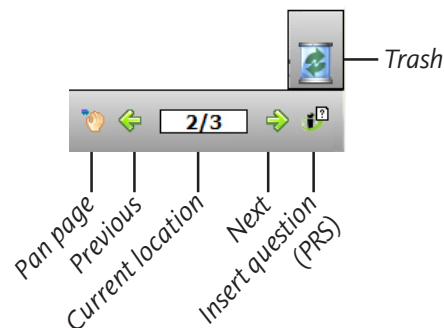 Trash
2/3
Pan page
Previous
Current location
Next
Insert question
(PRS)